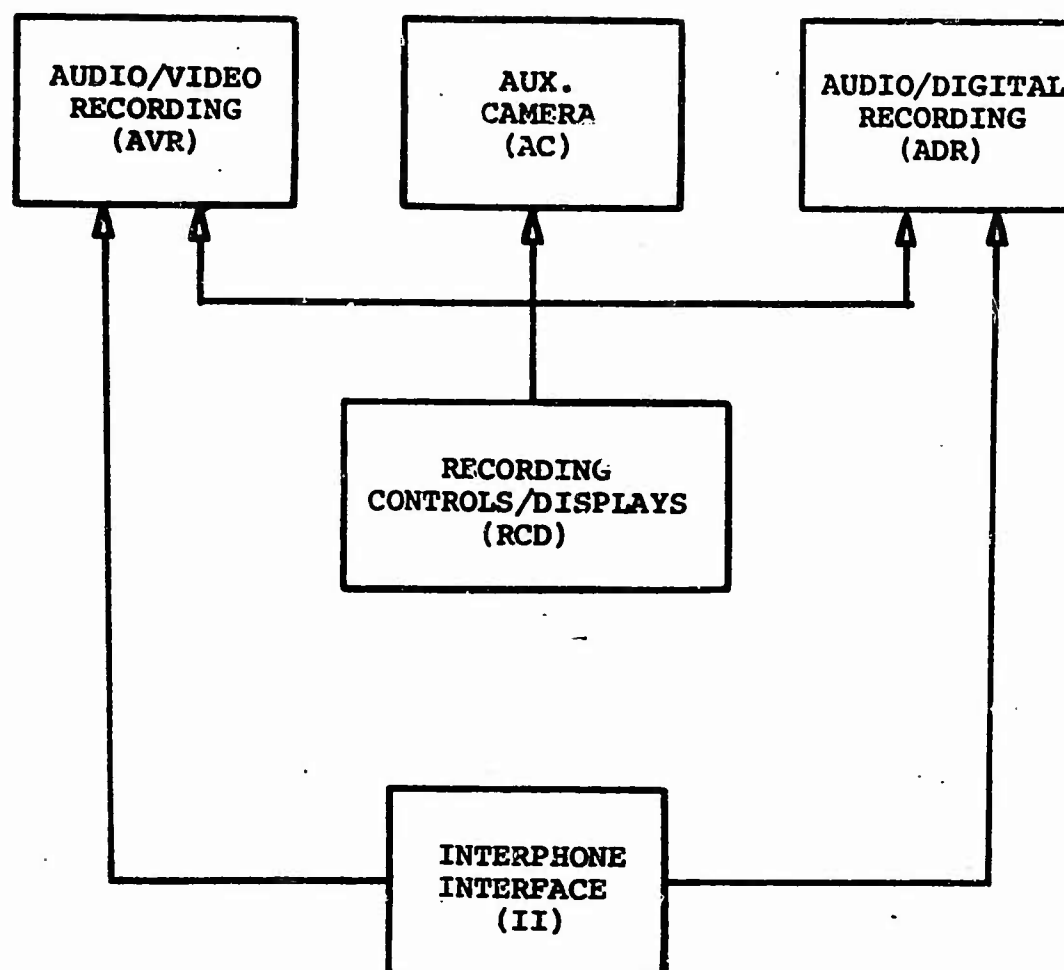 AUDIO/VIDEO
RECORDING
(AVR)
AUX.
CAMERA
(AC)
AUDIO/DIGITAL
RECORDING
(ADR)
RECORDING
CONTROLS/DISPLAYS
(RCD)
INTERPHONE
INTERFACE
(II)